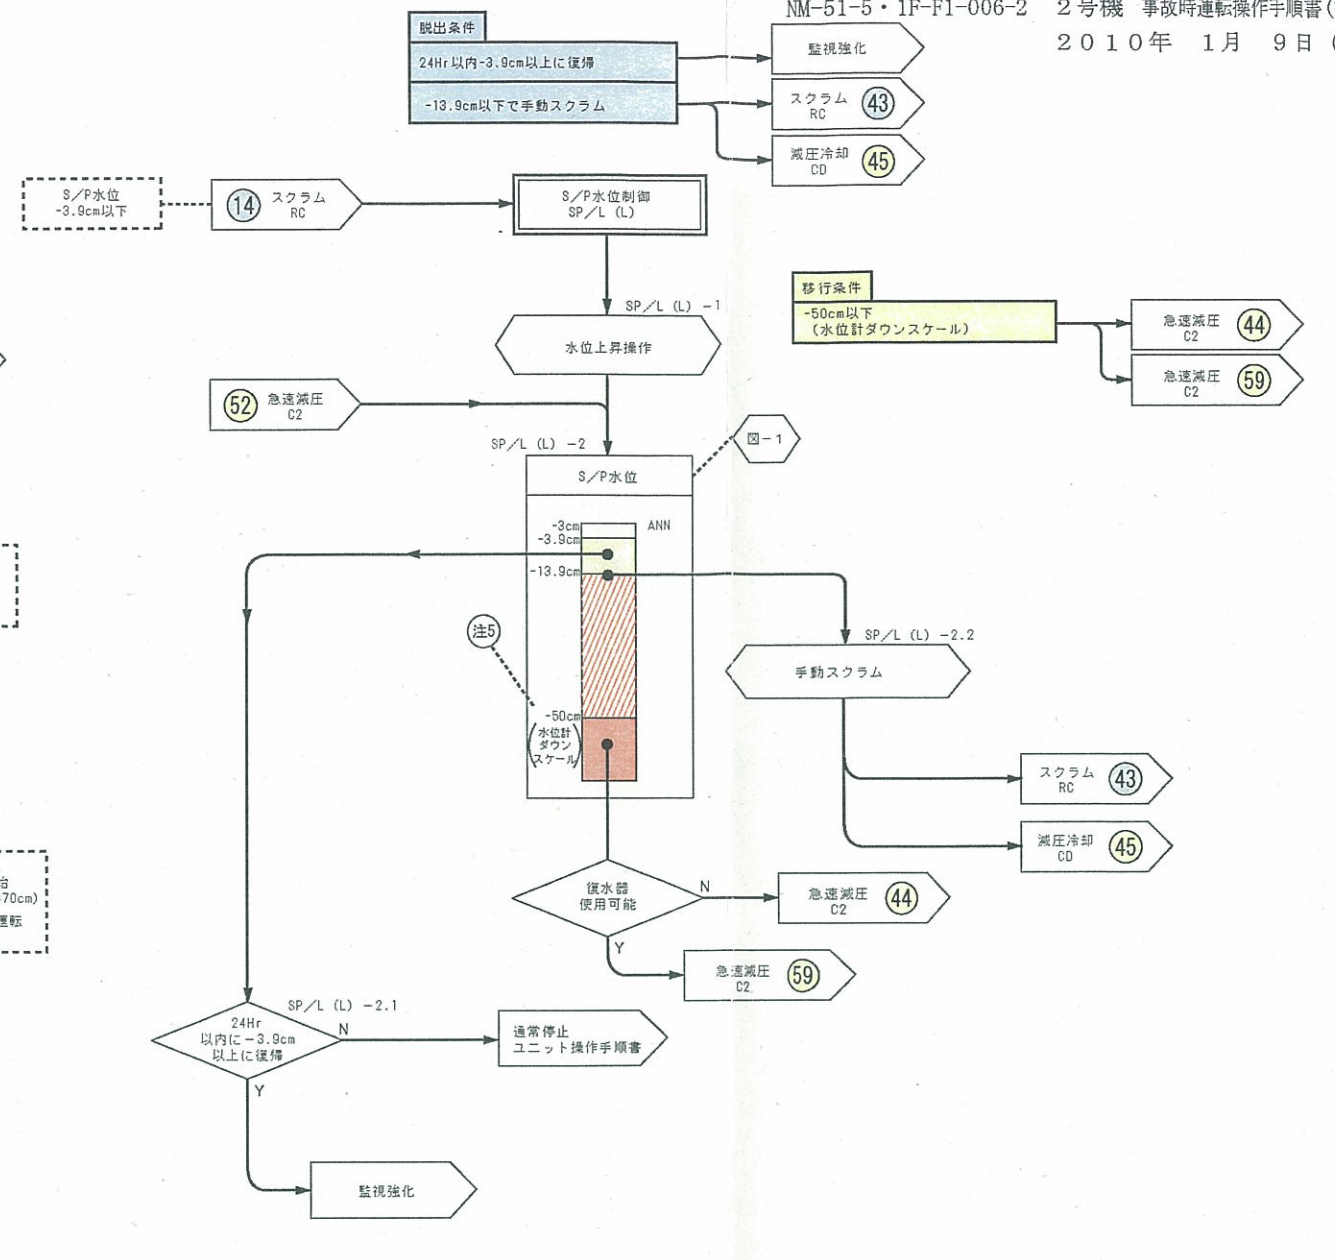 NM-51-5・1F-F1-006-2 2号機 事故時運転操作手順書(
2010年 1月 9日(
脱出条件
24Hr以内-3.9cm以上に復帰
-13.9cm以下で手動スクラム
監視強化
スクラム
RC
43
減圧冷却
CD
45
S/P水位
-3.9cm以下
14
スクラム
RC
S/P水位制御
SP/L (L)
SP/L (L) -1
水位上昇操作
移行条件
-50cm以下
(水位計ダウンスケール)
急速減圧
C2
44
急速減圧
C2
59
52
急速減圧
C2
SP/L (L) -2
図-1
S/P水位
-3cm
ANN
-3.9cm
-13.9cm
注5
-50cm
(水位計
ダウン
スケール)
SP/L (L) -2.2
手動スクラム
スクラム
RC
43
減圧冷却
CD
45
復水器
使用可能
N
急速減圧
C2
44
Y
急速減圧
C2
59
70cm)
運転
SP/L (L) -2.1
24Hr
以内に-3.9cm
以上に復帰
N
通常停止
ユニット操作手順書
Y
監視強化